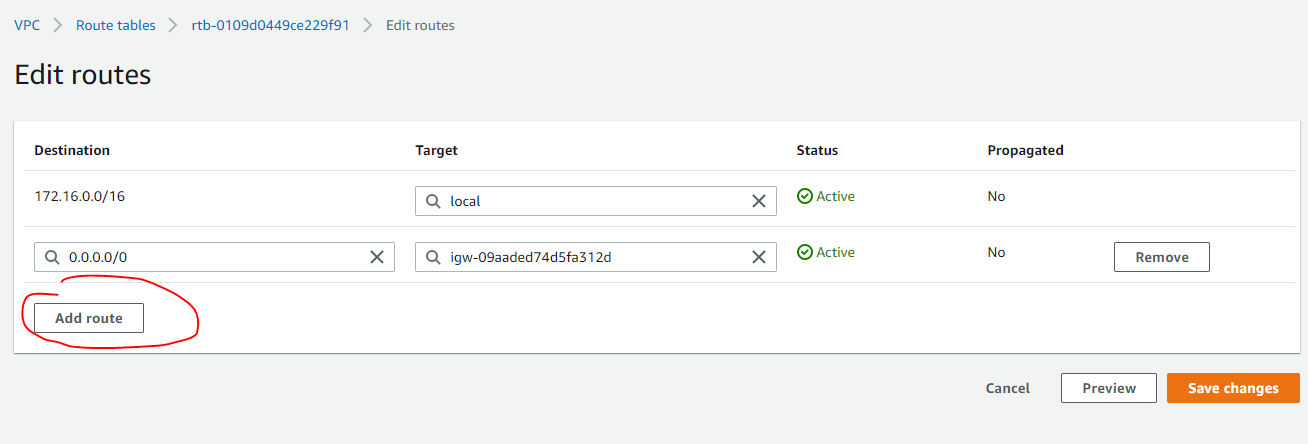 VPC > Route tables > rtb-0109d0449ce229f91 > Edit routes
Edit routes
Destination Target Status Propagated
172.16.0.0/16 local Active No
0.0.0.0/0 igw-09aaded74d5fa312d Active No Remove
Add route
Cancel Preview Save changes